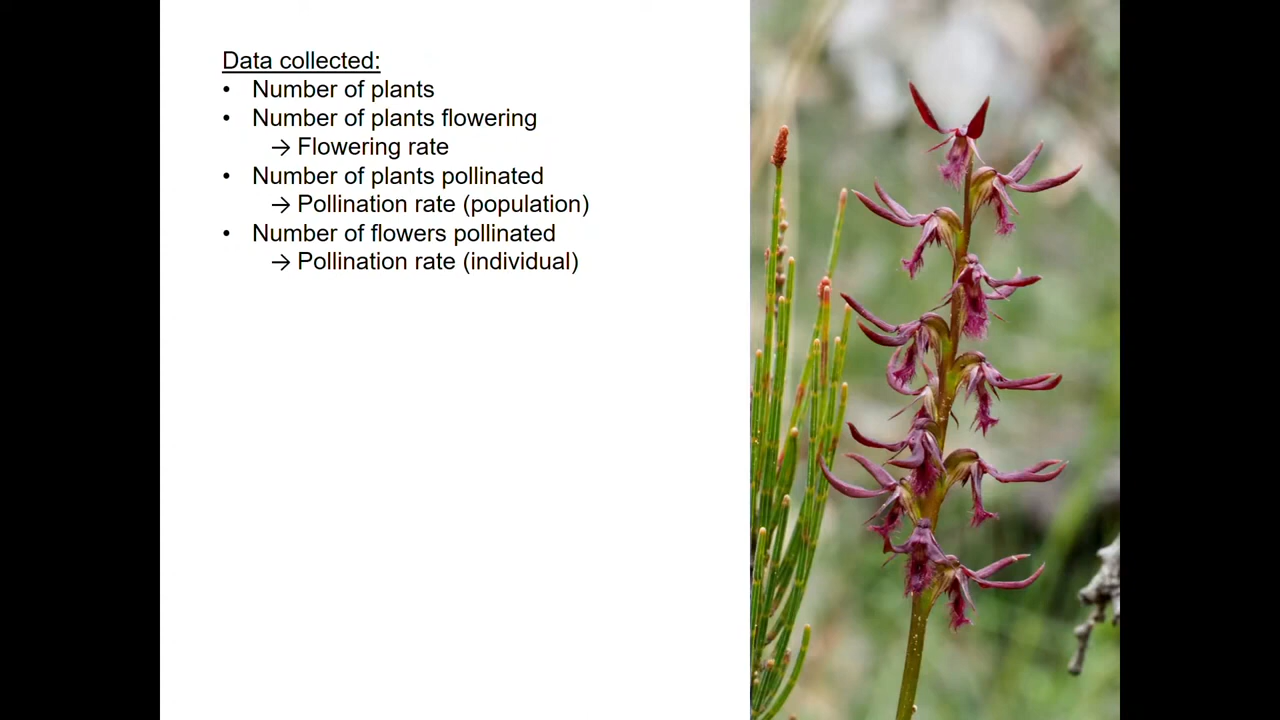 Data collected:
• Number of plants
• Number of plants flowering
→ Flowering rate
• Number of plants pollinated
→ Pollination rate (population)
• Number of flowers pollinated
→ Pollination rate (individual)